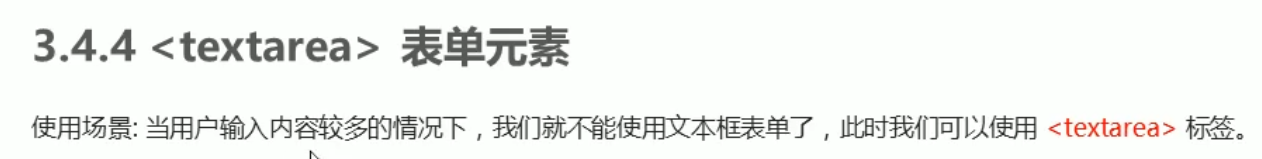 3.4.4 <textarea> 表单元素
使用场景: 当用户输入内容较多的情况下，我们就不能使用文本框表单了，此时我们可以使用 <textarea> 标签。